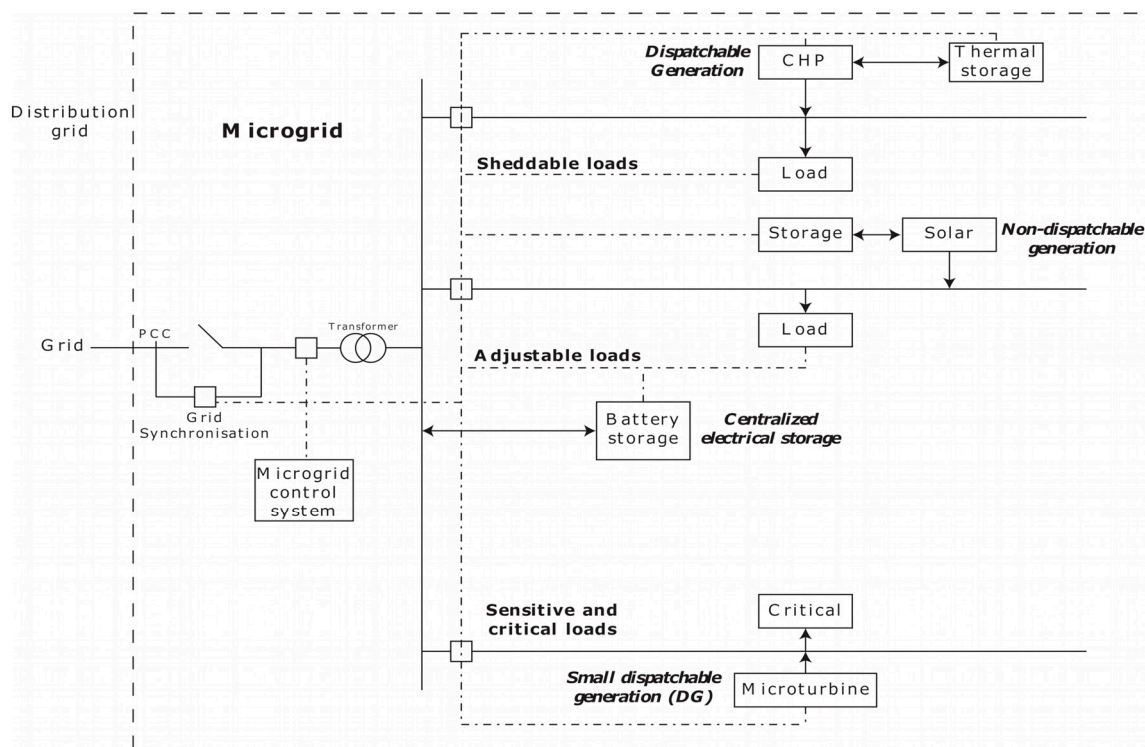 Distribution
grid
Microgrid
Dispatchable
Generation
CHP
Thermal
storage
Sheddable loads
Load
Storage
Solar
Non-dispatchable
generation
Grid
PCC
Transformer
Load
Adjustable loads
Grid
Synchronisation
Battery
storage
Centralized
electrical storage
Microgrid
control
system
Sensitive and
critical loads
Critical
Small dispatchable
generation (DG)
Microturbine